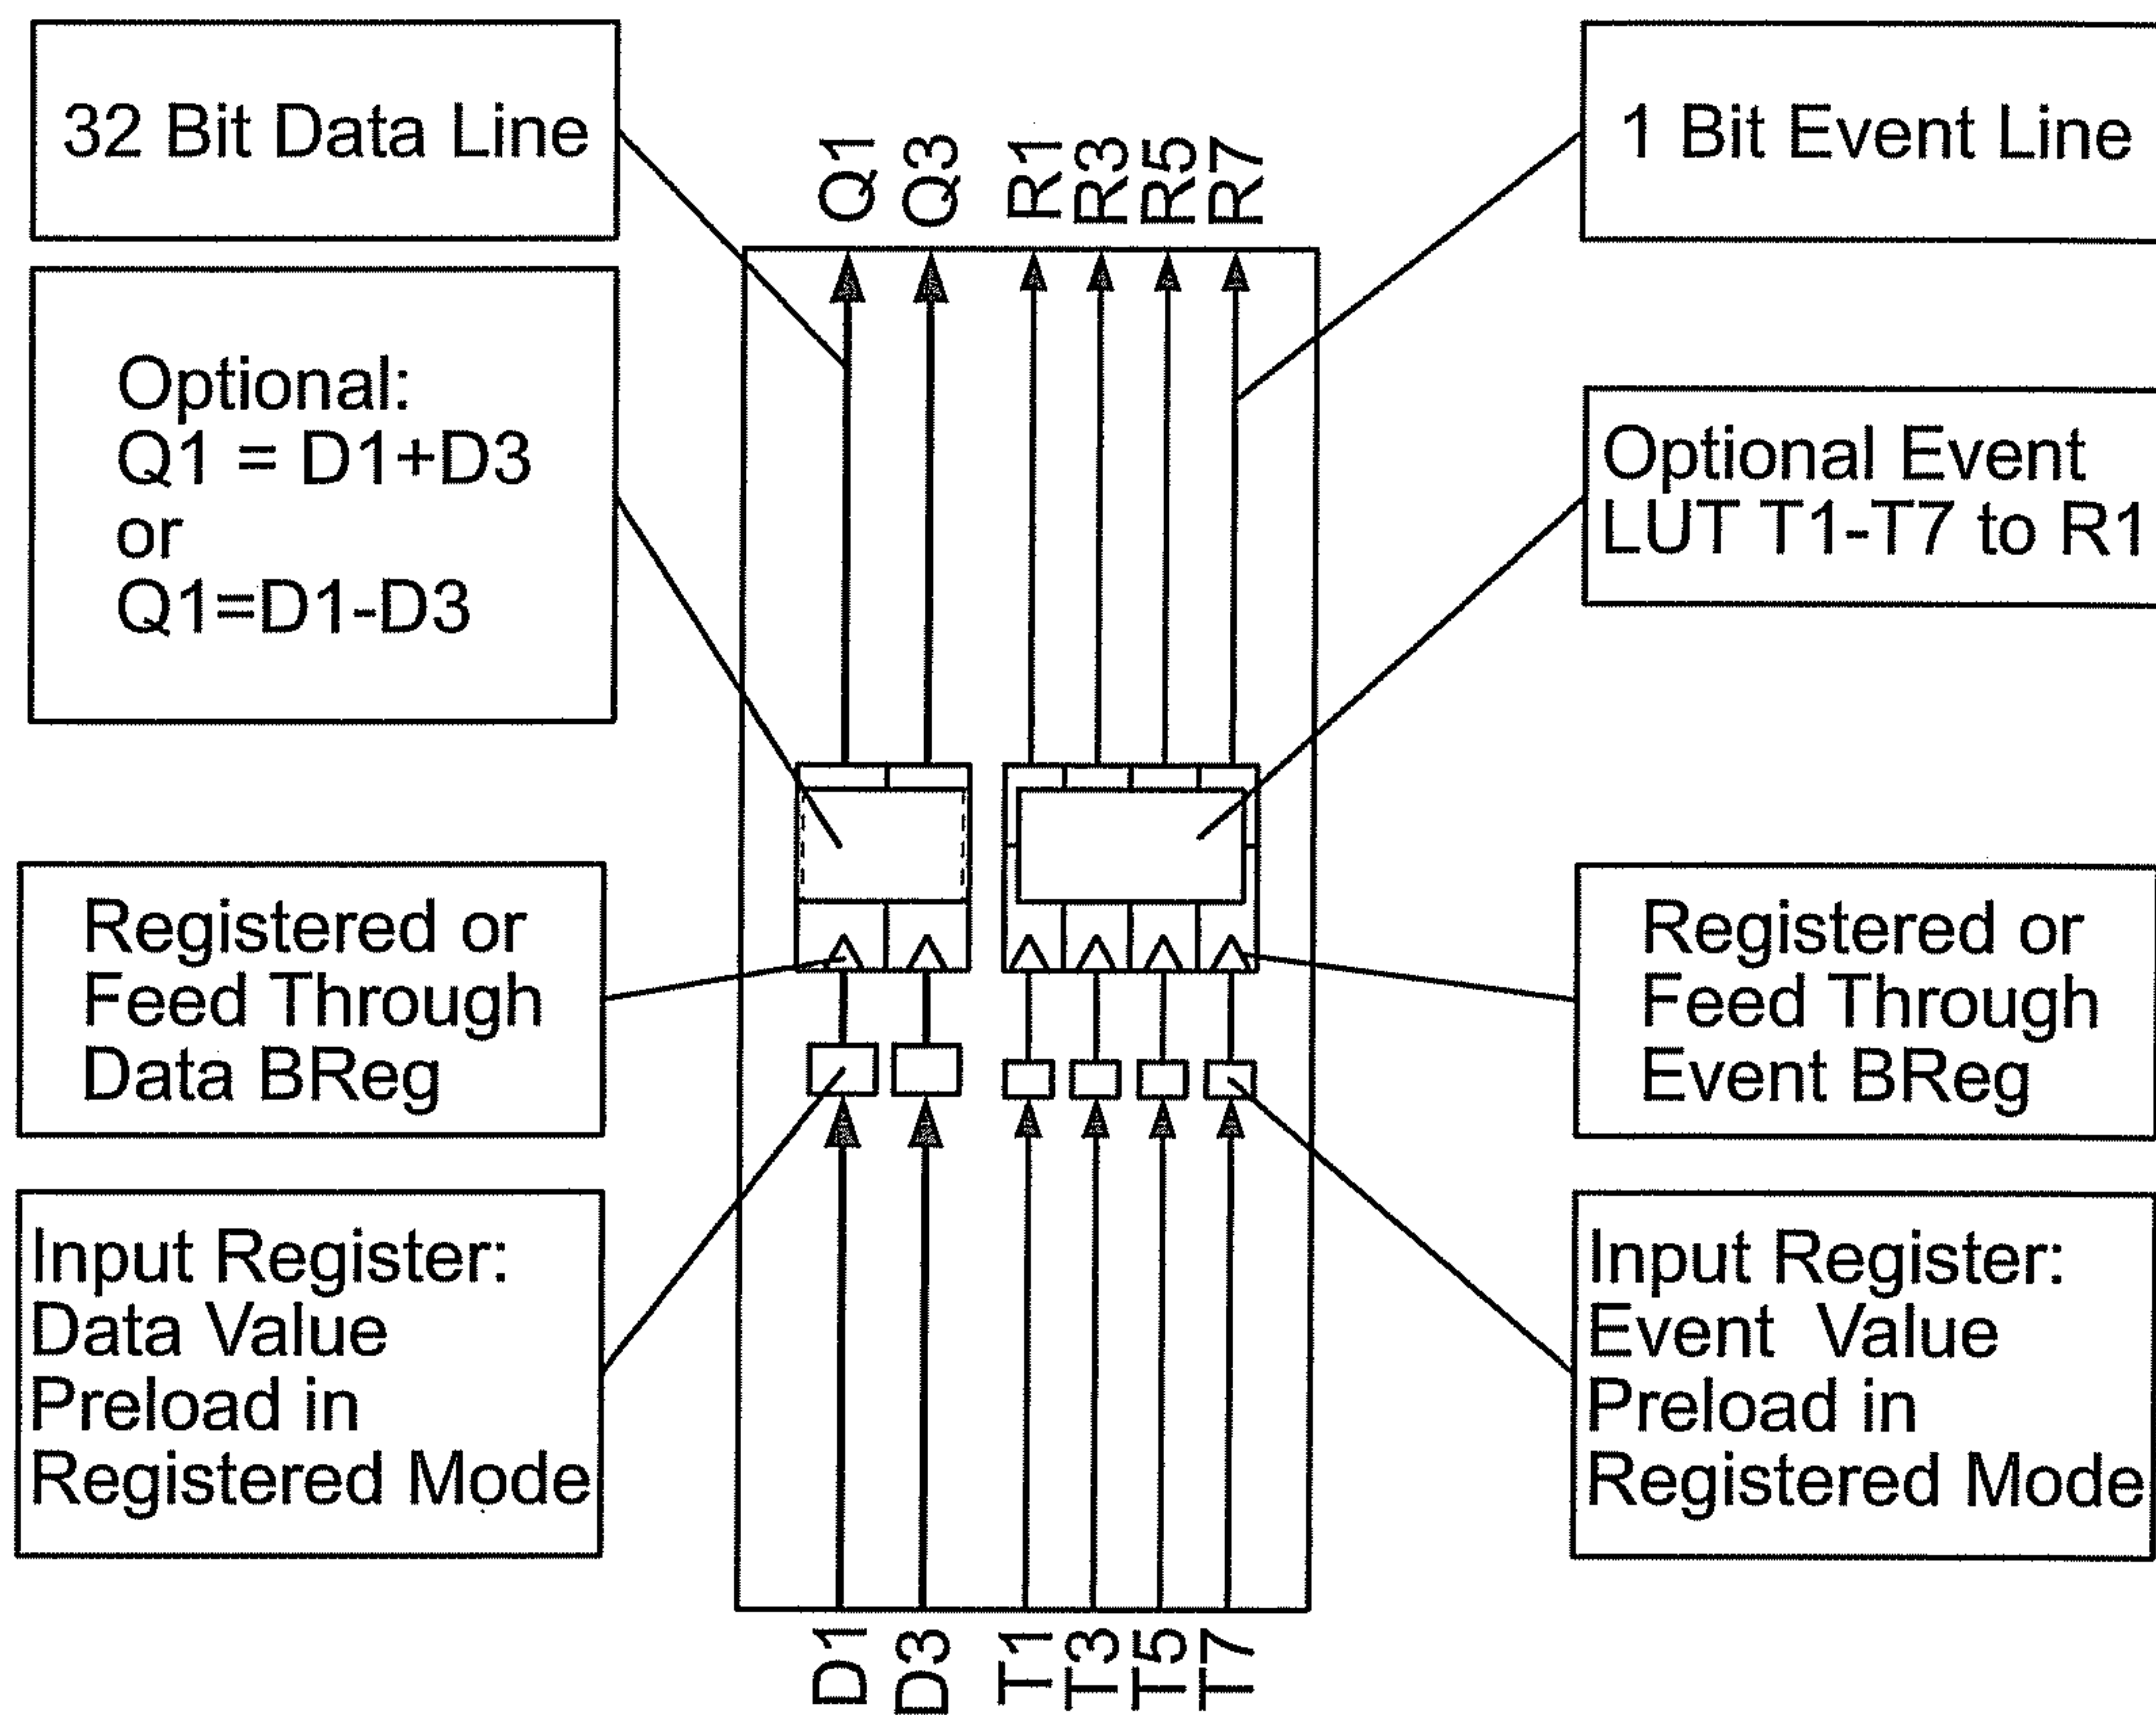 32 Bit Data Line
Q1
Q3
R1
R3
R5
R7
1 Bit Event Line
Optional:
Q1 = D1+D3
or
Q1=D1-D3
Optional Event
LUT T1-T7 to R1
Registered or
Feed Through
Data BReg
Registered or
Feed Through
Event BReg
Input Register:
Data Value
Preload in
Registered Mode
Input Register:
Event Value
Preload in
Registered Mode
D1
D3
T1
T3
T5
T7